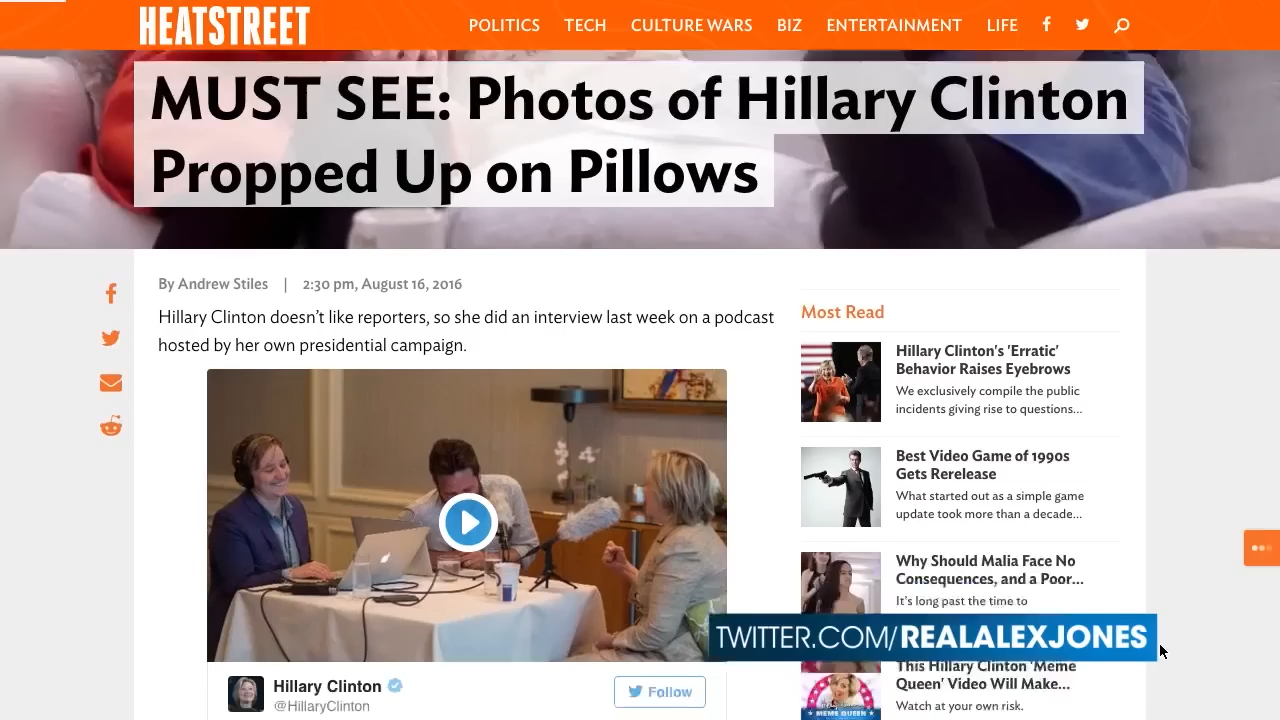 HEATSTREET
POLITICS TECH CULTURE WARS BIZ ENTERTAINMENT LIFE
MUST SEE: Photos of Hillary Clinton
Propped Up on Pillows
By Andrew Stiles | 2:30 pm, August 16, 2016
Hillary Clinton doesn't like reporters, so she did an interview last week on a podcast
hosted by her own presidential campaign.
Hillary Clinton
@HillaryClinton
Follow
Most Read
Hillary Clinton's 'Erratic'
Behavior Raises Eyebrows
We exclusively compile the public
incidents giving rise to questions...
Best Video Game of 1990s
Gets Rerelease
What started out as a simple game
update took more than a decade...
Why Should Malia Face No
Consequences, and a Poor...
It's long past the time to
TWITTER.COM/REALALEXJONES
This Hillary Clinton 'Meme
Queen' Video Will Make...
Watch at your own risk.
MEME QUEEN